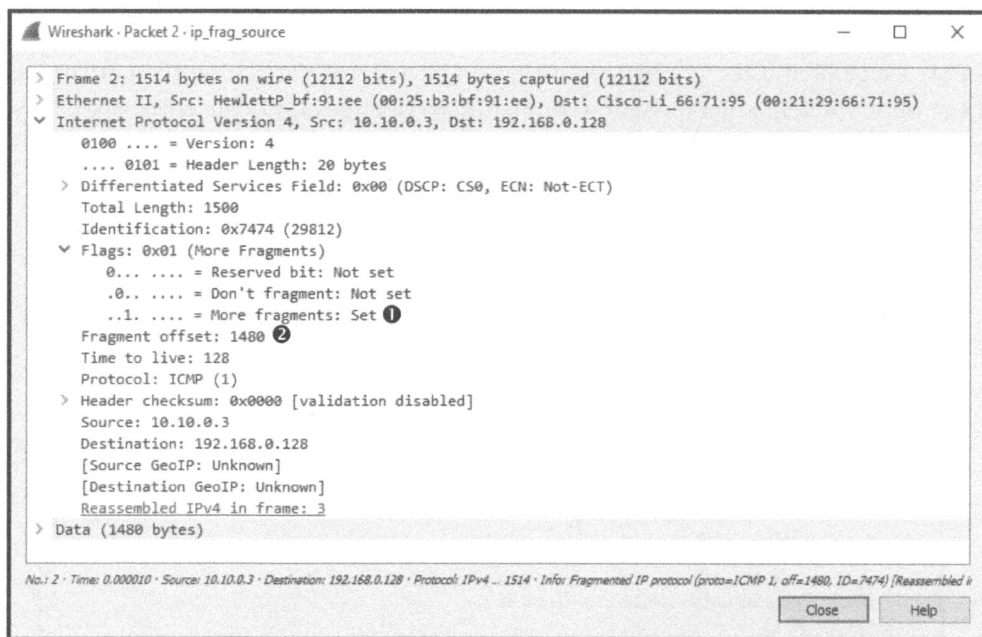 Wireshark · Packet 2 · ip_frag_source
> Frame 2: 1514 bytes on wire (12112 bits), 1514 bytes captured (12112 bits)
> Ethernet II, Src: HewlettP_bf:91:ee (00:25:b3:bf:91:ee), Dst: Cisco-Li_66:71:95 (00:21:29:66:71:95)
Internet Protocol Version 4, Src: 10.10.0.3, Dst: 192.168.0.128
0100 .... = Version: 4
.... 0101 = Header Length: 20 bytes
> Differentiated Services Field: 0x00 (DSCP: CS0, ECN: Not-ECT)
Total Length: 1500
Identification: 0x7474 (29812)
Flags: 0x01 (More Fragments)
0... .... = Reserved bit: Not set
.0.. .... = Don't fragment: Not set
..1. .... = More fragments: Set ❶
Fragment offset: 1480 ❷
Time to live: 128
Protocol: ICMP (1)
> Header checksum: 0x0000 [validation disabled]
Source: 10.10.0.3
Destination: 192.168.0.128
[Source GeoIP: Unknown]
[Destination GeoIP: Unknown]
Reassembled IPv4 in frame: 3
> Data (1480 bytes)
No.: 2 · Time: 0.000010 · Source: 10.10.0.3 · Destination: 192.168.0.128 · Protocol: IPv4 ... 1514 · Info: Fragmented IP protocol (proto=ICMP 1, off=1480, ID=7474) [Reassembled i
Close
Help